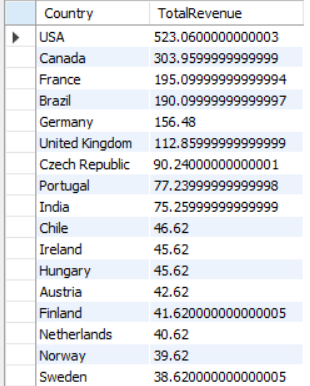 Country TotalRevenue
USA 523.0600000000003
Canada 303.9599999999999
France 195.09999999999994
Brazil 190.09999999999997
Germany 156.48
United Kingdom 112.85999999999999
Czech Republic 90.24000000000001
Portugal 77.23999999999998
India 75.25999999999999
Chile 46.62
Ireland 45.62
Hungary 45.62
Austria 42.62
Finland 41.620000000000005
Netherlands 40.62
Norway 39.62
Sweden 38.620000000000005